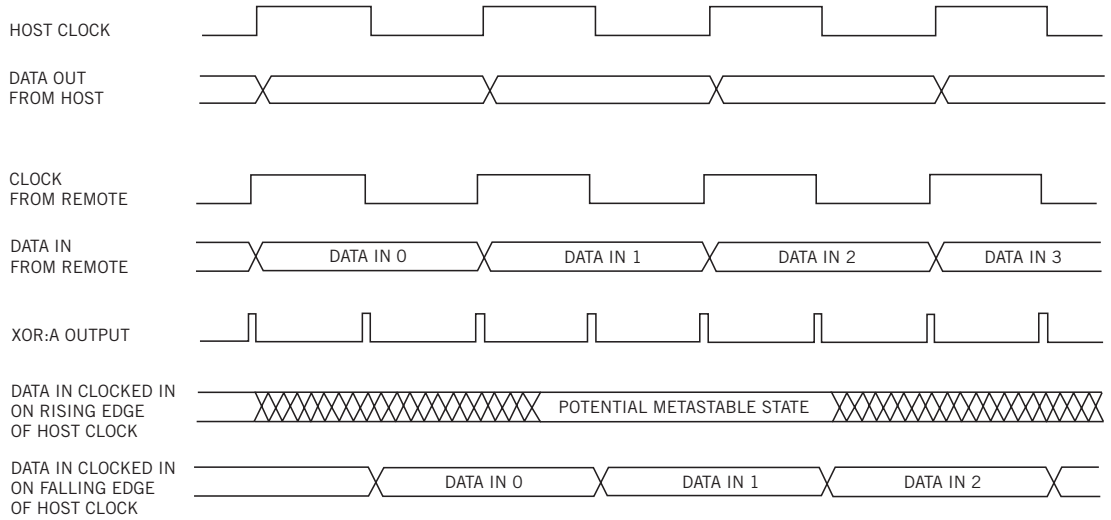 HOST CLOCK
DATA OUT
FROM HOST
CLOCK
FROM REMOTE
DATA IN
FROM REMOTE
DATA IN 0
DATA IN 1
DATA IN 2
DATA IN 3
XOR:A OUTPUT
DATA IN CLOCKED IN
ON RISING EDGE
OF HOST CLOCK
POTENTIAL METASTABLE STATE
DATA IN CLOCKED IN
ON FALLING EDGE
OF HOST CLOCK
DATA IN 0
DATA IN 1
DATA IN 2